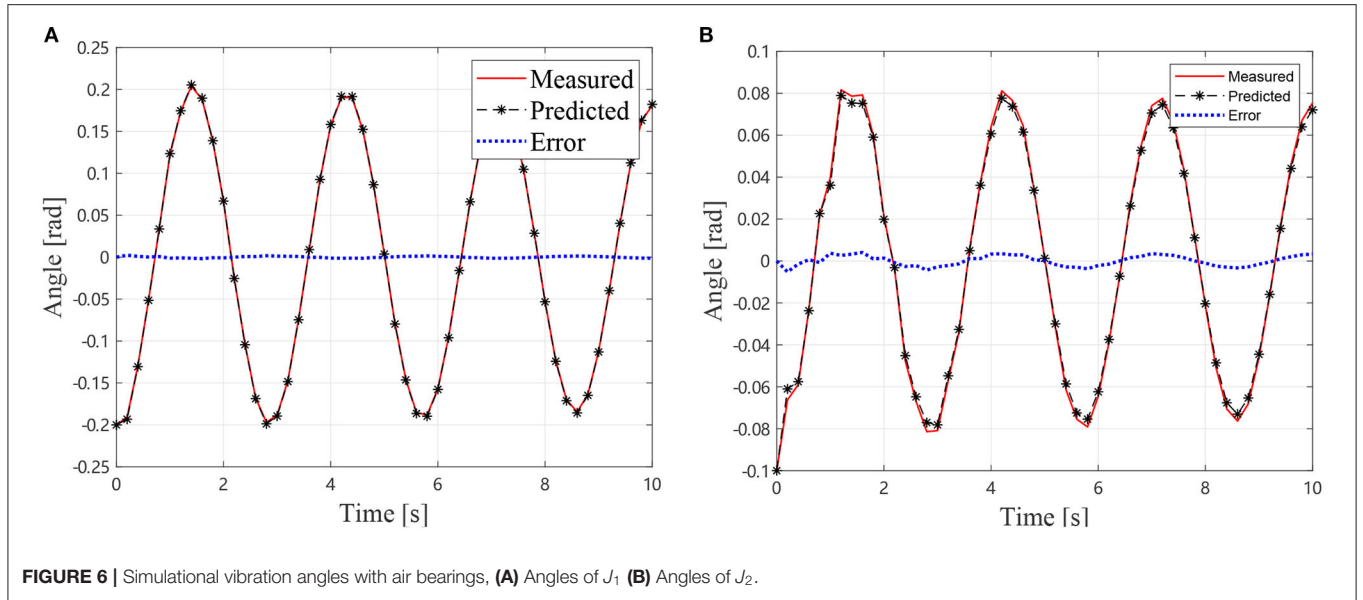 A
0.25
0.2
0.15
0.1
0.05
0
-0.05
-0.1
-0.15
-0.2
-0.25
Angle [rad]
0 2 4 6 8 10
Time [s]
Measured
Predicted
Error
B
0.1
0.08
0.06
0.04
0.02
0
-0.02
-0.04
-0.06
-0.08
-0.1
Angle [rad]
0 2 4 6 8 10
Time [s]
Measured
Predicted
Error
FIGURE 6 | Simulational vibration angles with air bearings, (A) Angles of J₁ (B) Angles of J₂.